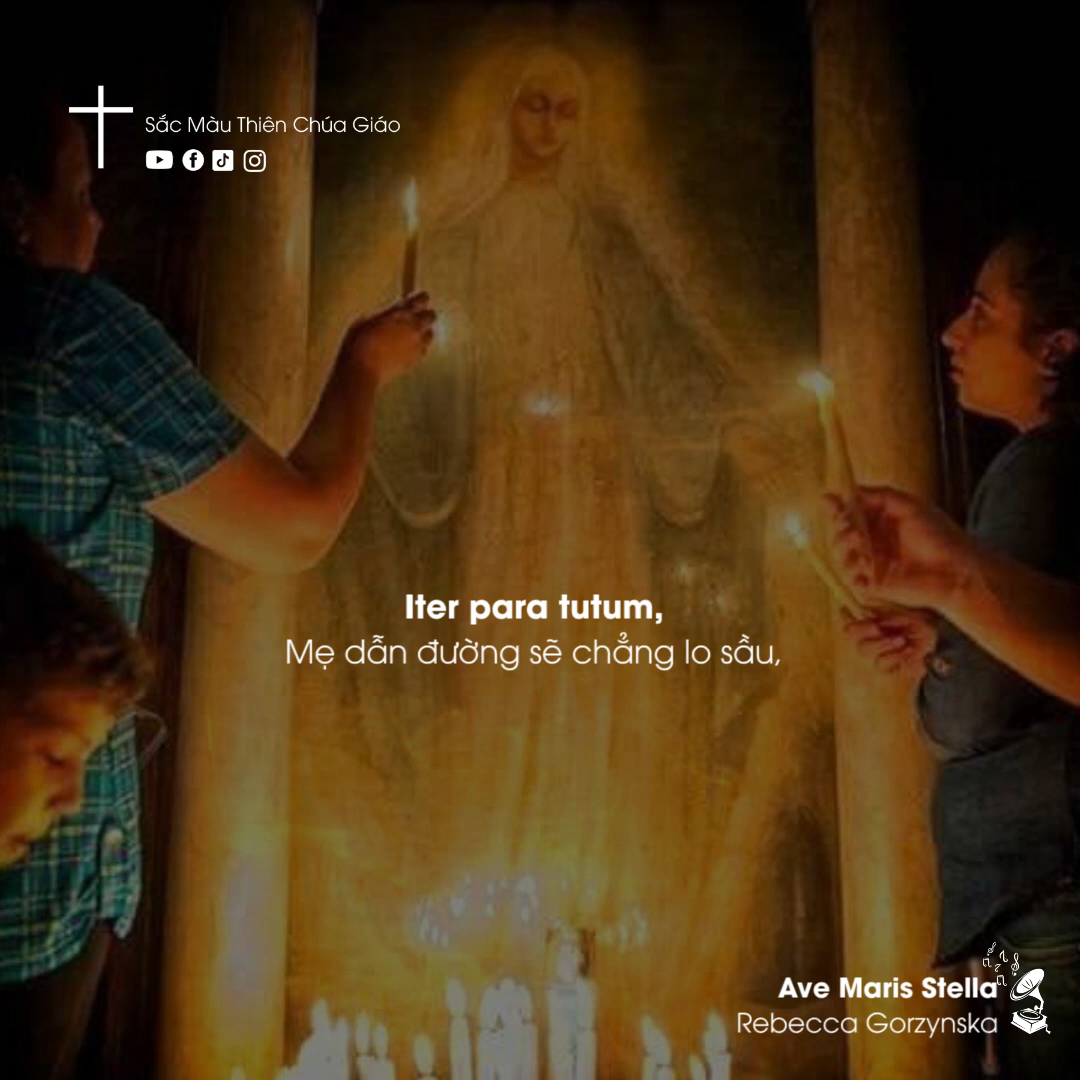 Sắc Màu Thiên Chúa Giáo
Iter para tutum,
Mẹ dẫn đường sẽ chẳng lo sầu,
Ave Maris Stella
Rebecca Gorzynska